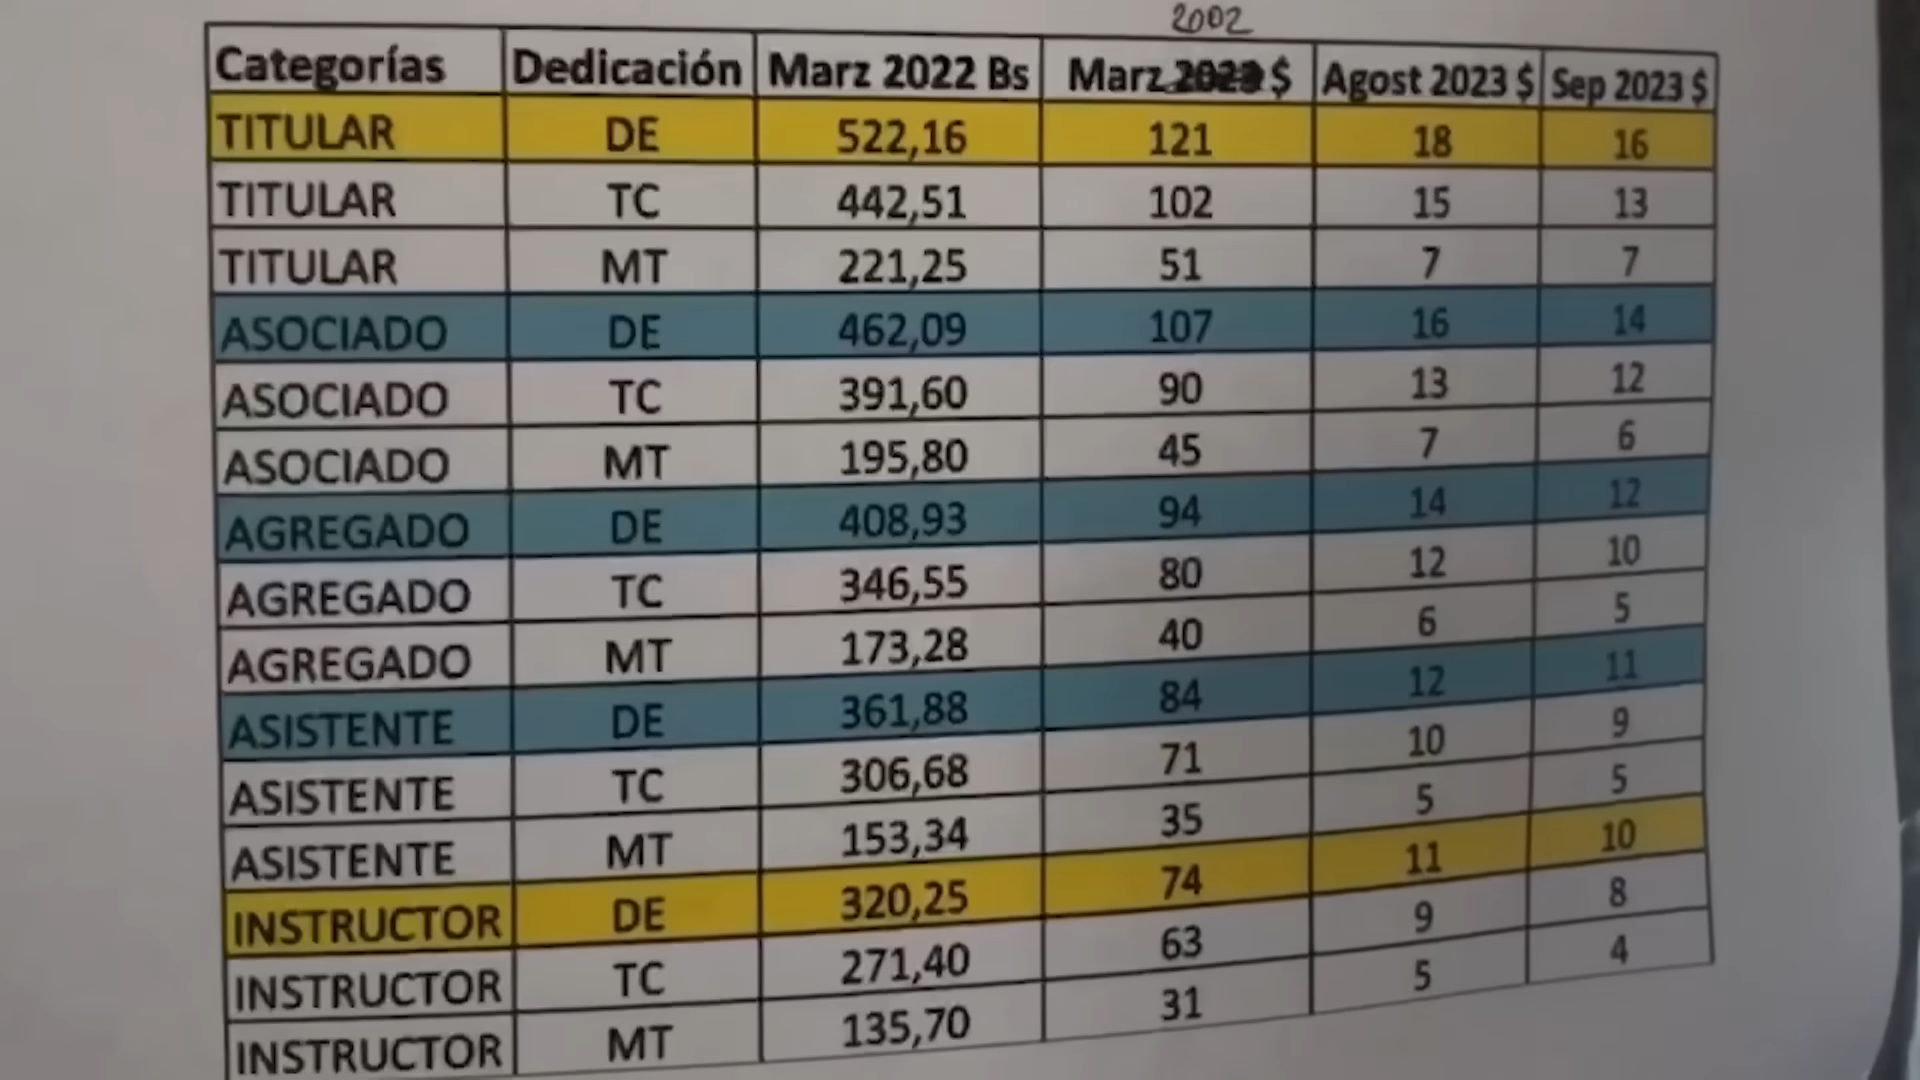 2002
Categorías Dedicación Marz 2022 Bs Marz $ Agost 2023 $ Sep 2023 $
TITULAR DE 522,16 121 18 16
TITULAR TC 442,51 102 15 13
TITULAR MT 221,25 51 7 7
ASOCIADO DE 462,09 107 16 14
ASOCIADO TC 391,60 90 13 12
ASOCIADO MT 195,80 45 7 6
AGREGADO DE 408,93 94 14 12
AGREGADO TC 346,55 80 12 10
AGREGADO MT 173,28 40 6 5
ASISTENTE DE 361,88 84 12 11
ASISTENTE TC 306,68 71 10 9
ASISTENTE MT 153,34 35 5 5
INSTRUCTOR DE 320,25 74 11 10
INSTRUCTOR TC 271,40 63 9 8
INSTRUCTOR MT 135,70 31 5 4